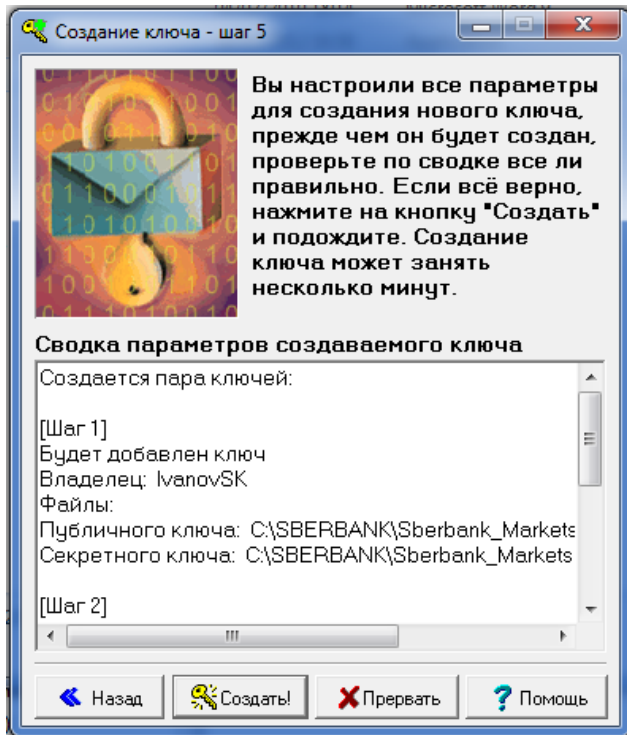 Создание ключа - шаг 5
Вы настроили все параметры
для создания нового ключа,
прежде чем он будет создан,
проверьте по сводке все ли
правильно. Если всё верно,
нажмите на кнопку "Создать"
и подождите. Создание
ключа может занять
несколько минут.
Сводка параметров создаваемого ключа
Создается пара ключей:
[Шаг 1]
Будет добавлен ключ
Владелец: IvanovSK
Файлы:
Публичного ключа: C:\SBERBANK\Sberbank_Markets
Секретного ключа: C:\SBERBANK\Sberbank_Markets
[Шаг 2]
Назад
Создать!
Прервать
Помощь